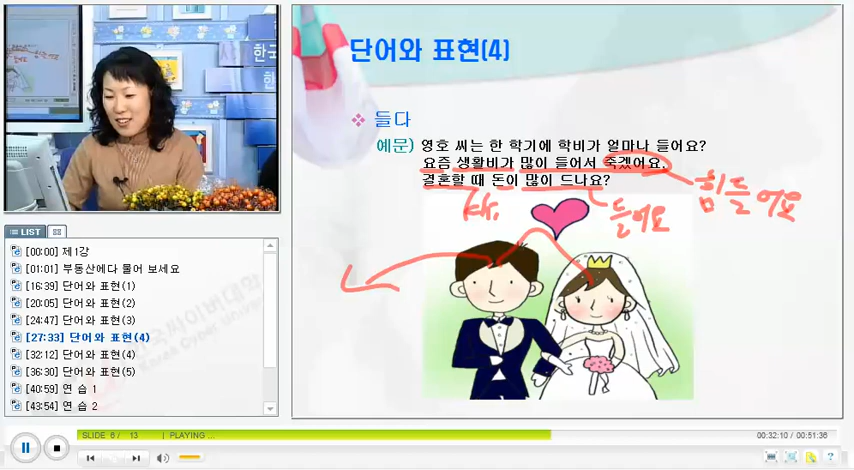 한국
단어와 표현(4)
들다
예문) 영호 씨는 한 학기에 학비가 얼마나 들어요?
요즘 생활비가 많이 들어서 죽겠어요.
결혼할 때 돈이 많이 드나요?
힘들어요
들어요
LIST
[00:00] 제1강
[01:01] 부동산에다 물어 보세요
[16:39] 단어와 표현(1)
[20:05] 단어와 표현(2)
[24:47] 단어와 표현(3)
[27:33] 단어와 표현(4)
[32:12] 단어와 표현(4)
[36:30] 단어와 표현(5)
[40:59] 연 습 1
[43:54] 연 습 2
SLIDE 6 / 13 | PLAYING ...
00:32:10 / 00:51:36